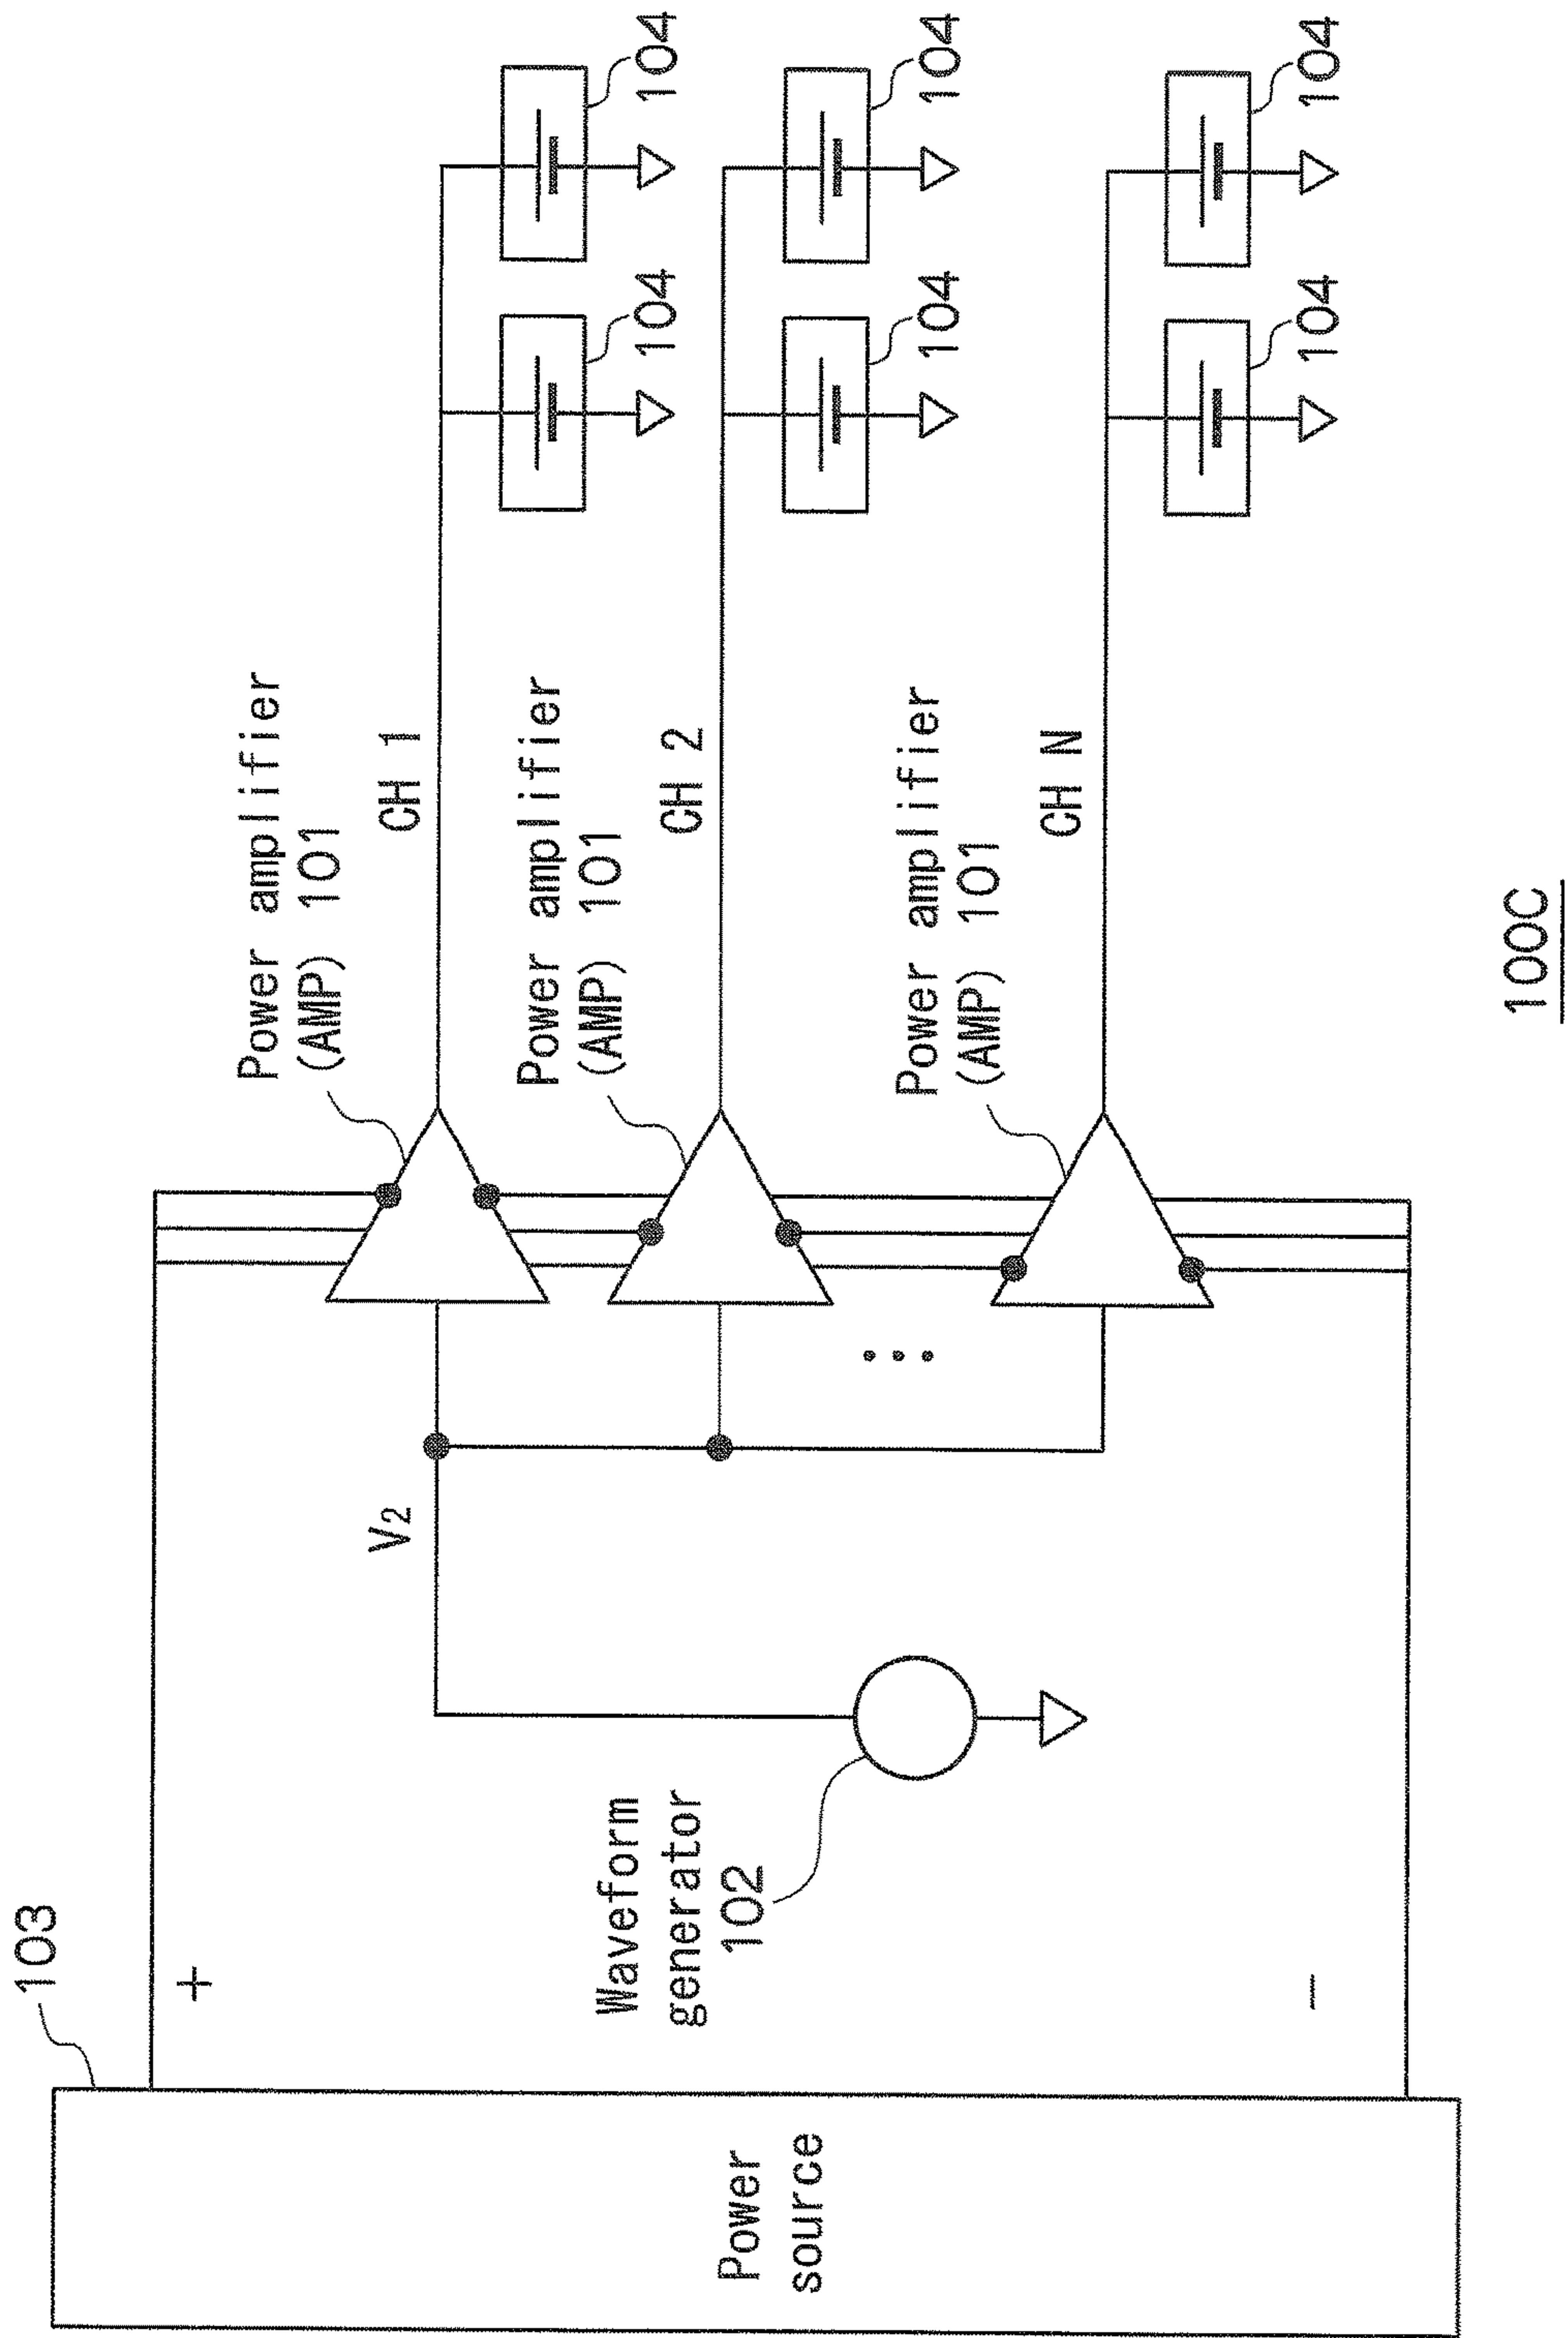 103
+
−
Power
source
Waveform
generator
102
V2
Power amplifier
(AMP) 101
CH 1
Power amplifier
(AMP) 101
CH 2
...
Power amplifier
(AMP) 101
CH N
104
104
104
104
104
104
100C